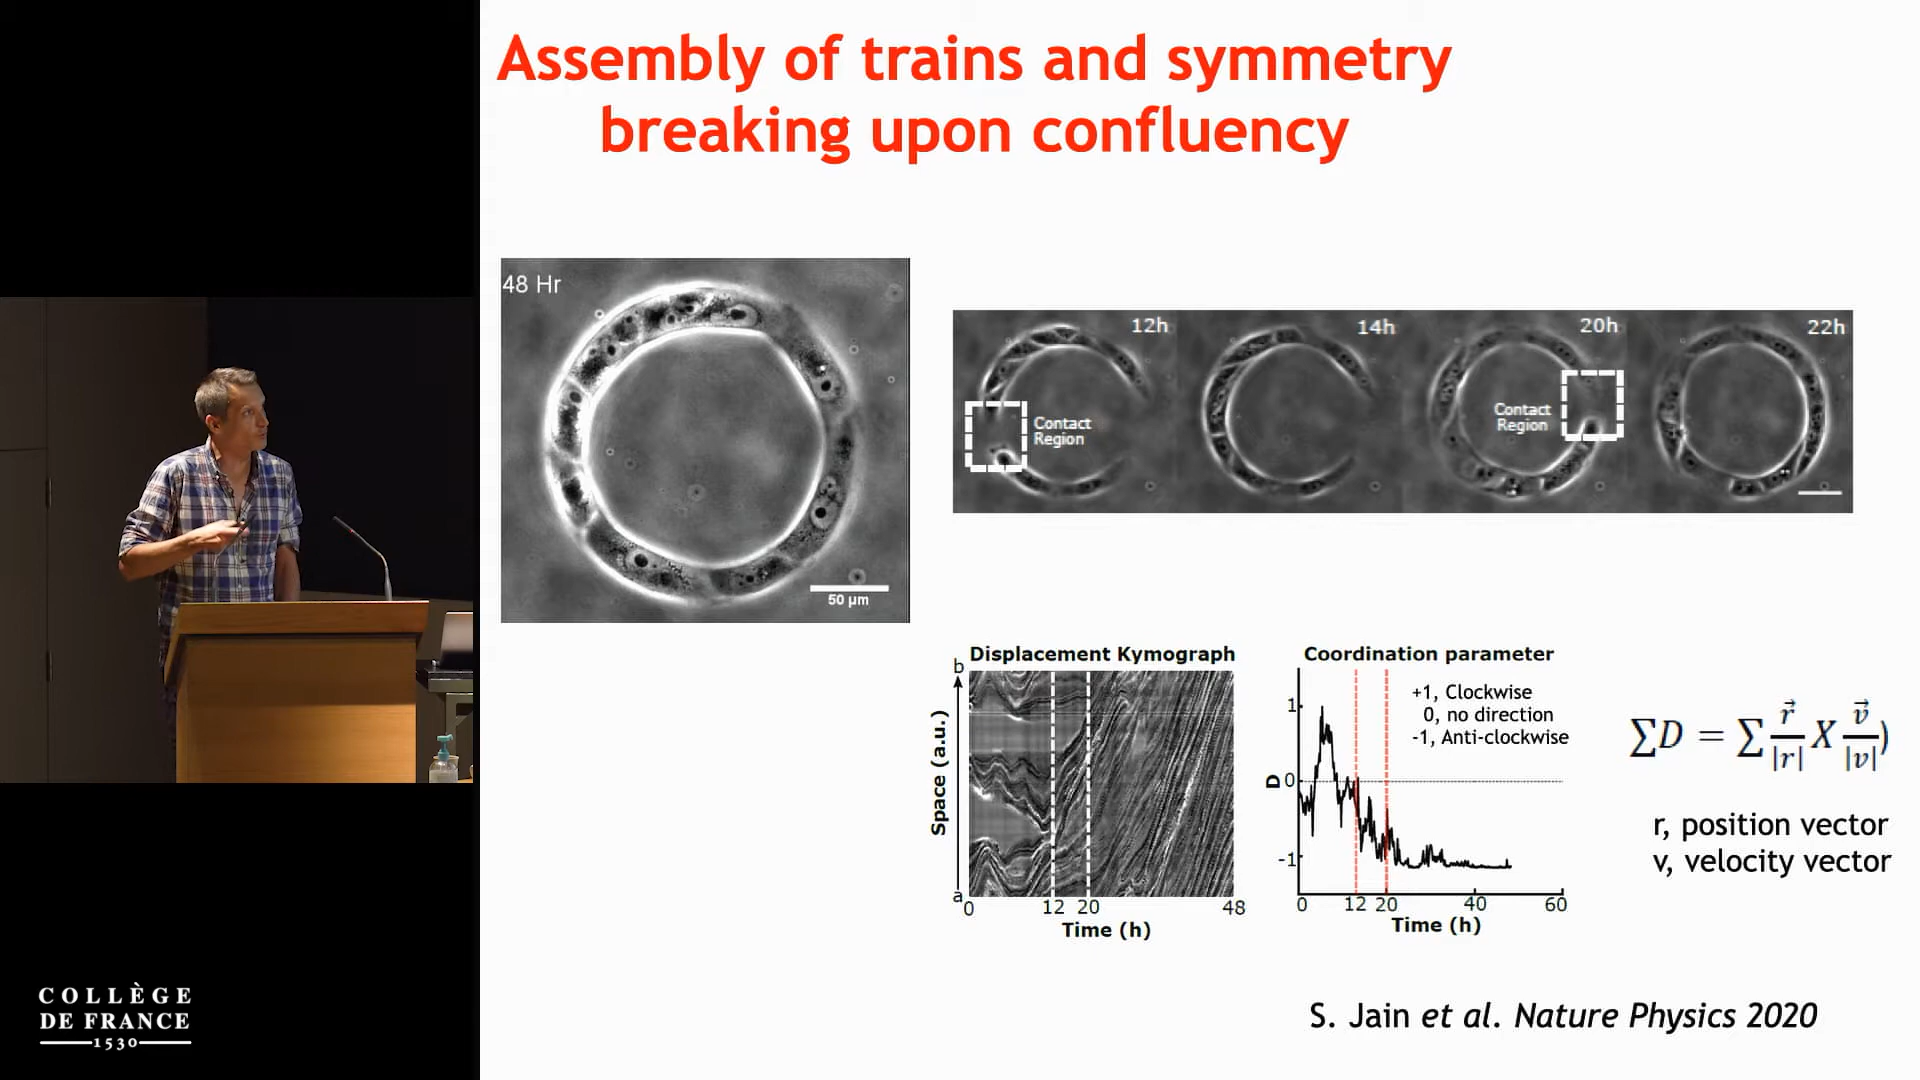 Assembly of trains and symmetry
breaking upon confluency
48 Hr
50 µm
12h
14h
20h
22h
Contact
Region
Contact
Region
Displacement Kymograph
b
Space (a.u.)
a
0
12
20
48
Time (h)
Coordination parameter
+1, Clockwise
0, no direction
-1, Anti-clockwise
1
0
-1
D
0
12
20
40
60
Time (h)
∑D = ∑ r⃗/|r| X v⃗/|v|)
r, position vector
v, velocity vector
S. Jain et al. Nature Physics 2020
COLLÈGE
DE FRANCE
1530